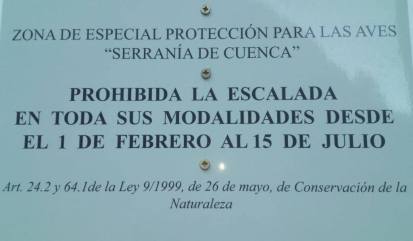 ZONA DE ESPECIAL PROTECCIÓN PARA LAS AVES
“SERRANÍA DE CUENCA”
PROHIBIDA LA ESCALADA
EN TODA SUS MODALIDADES DESDE
EL 1 DE FEBRERO AL 15 DE JULIO
Art. 24.2 y 64.1de la Ley 9/1999, de 26 de mayo, de Conservación de la
Naturaleza